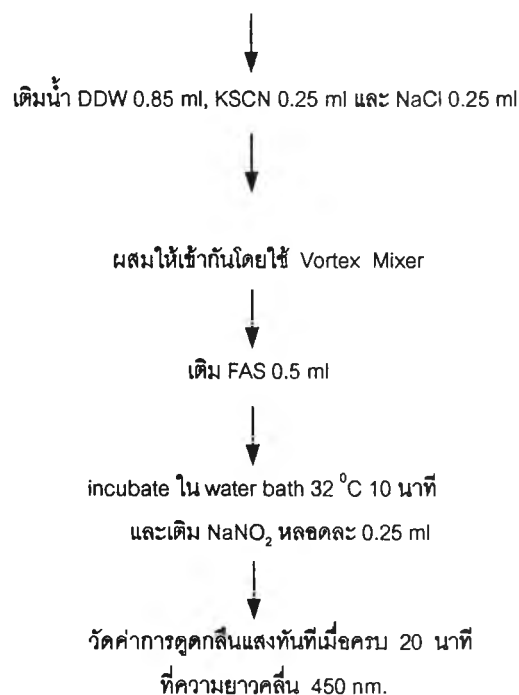 เติมน้ำ DDW 0.85 ml, KSCN 0.25 ml และ NaCl 0.25 ml
ผสมให้เข้ากันโดยใช้ Vortex Mixer
เติม FAS 0.5 ml
incubate ใน water bath 32 ⁰C 10 นาที
และเติม NaNO₂ หลอดละ 0.25 ml
วัดค่าการดูดกลืนแสงทันทีเมื่อครบ 20 นาที
ที่ความยาวคลื่น 450 nm.